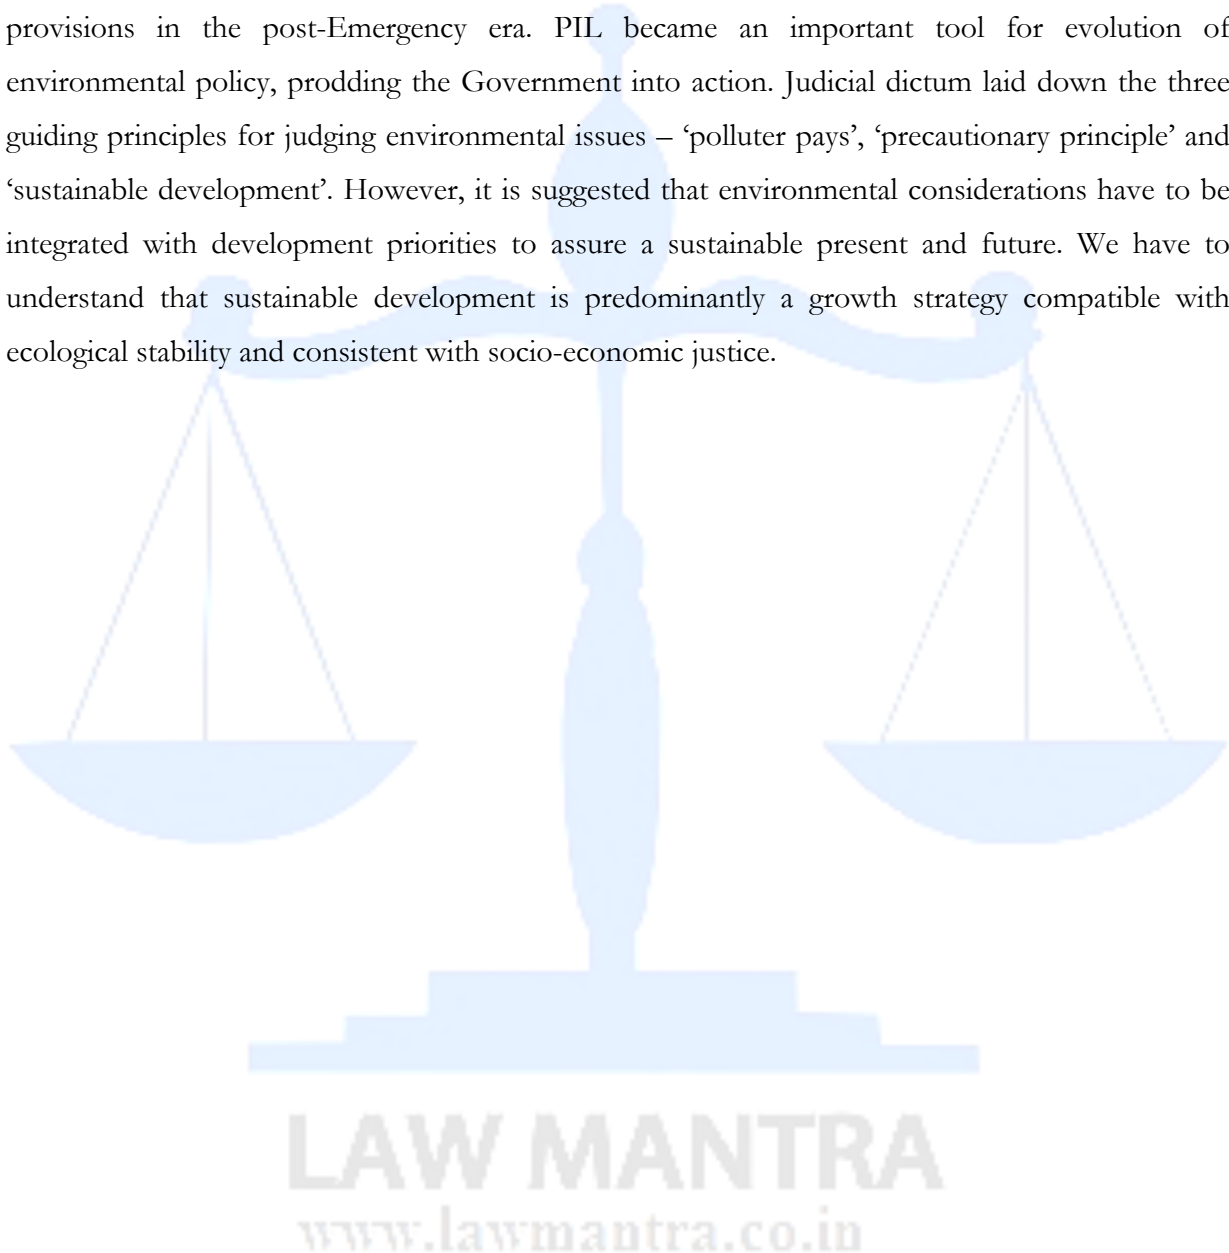 provisions in the post-Emergency era. PIL became an important tool for evolution of
environmental policy, prodding the Government into action. Judicial dictum laid down the three
guiding principles for judging environmental issues – ‘polluter pays’, ‘precautionary principle’ and
‘sustainable development’. However, it is suggested that environmental considerations have to be
integrated with development priorities to assure a sustainable present and future. We have to
understand that sustainable development is predominantly a growth strategy compatible with
ecological stability and consistent with socio-economic justice.
LAW MANTRA
www.lawmantra.co.in